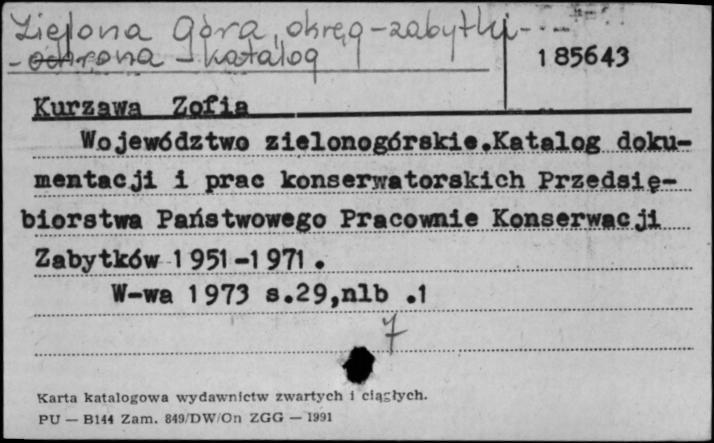 Zielona Góra, okręg - zabytki -
- ochrona - katalog
185643
Kurzawa Zofia
Województwo zielonogórskie.Katalog doku-
mentacji i prac konserwatorskich Przedsię-
biorstwa Państwowego Pracownie Konserwacji
Zabytków 1951-1971.
W-wa 1973 s.29,nlb .1
7
Karta katalogowa wydawnictw zwartych i ciągłych.
PU — B144 Zam. 849/DW/On ZGG — 1991